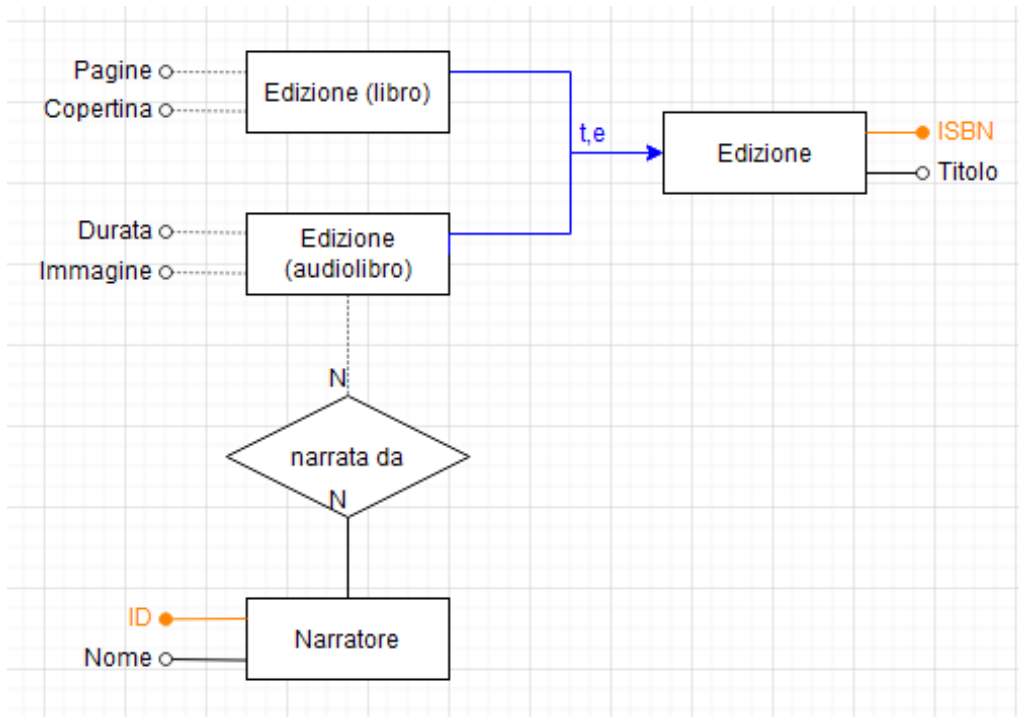 Pagine
Copertina
Edizione (libro)
t,e
Edizione
ISBN
Titolo
Durata
Immagine
Edizione
(audiolibro)
N
narrata da
N
ID
Nome
Narratore